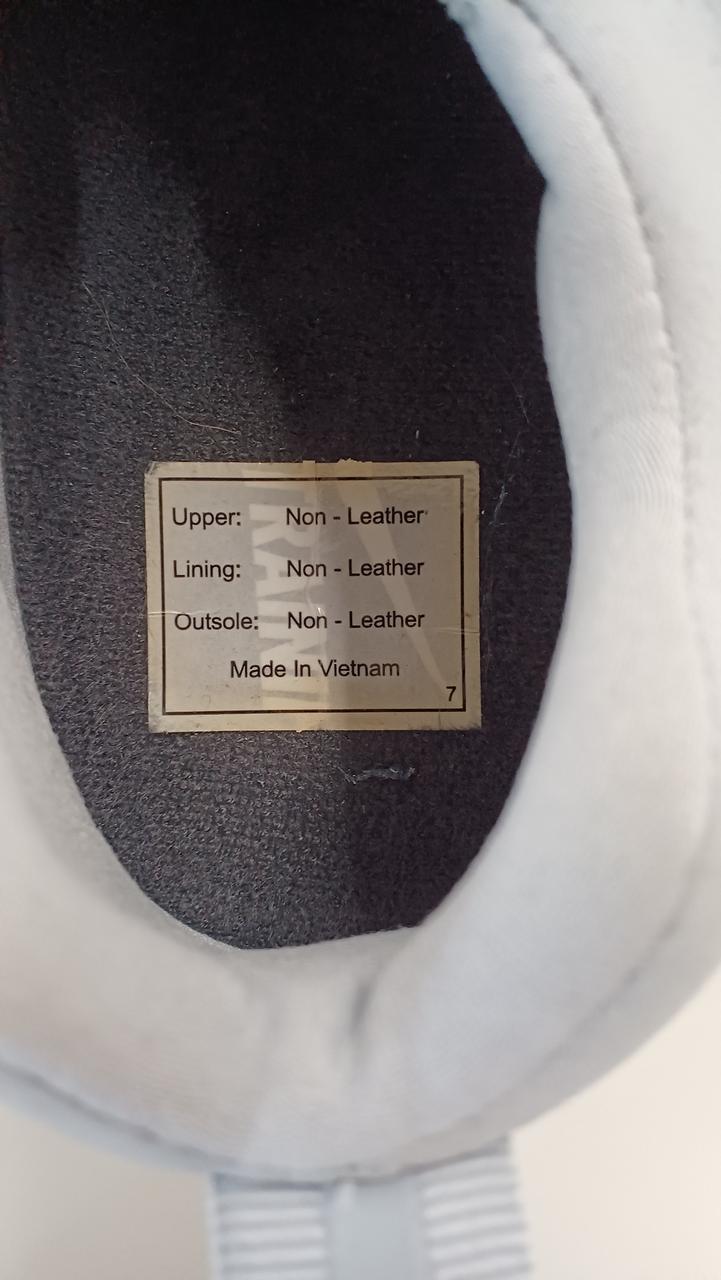 Upper: Non - Leather
Lining: Non - Leather
Outsole: Non - Leather
Made In Vietnam
7